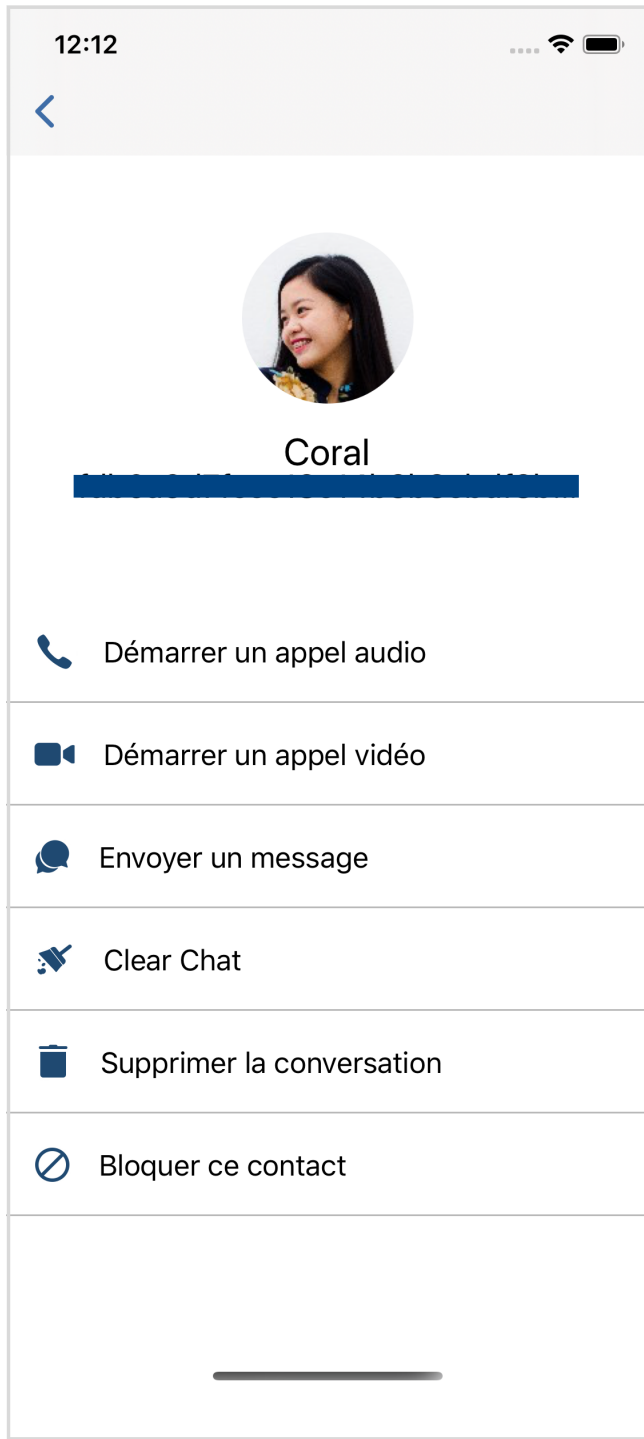 12:12
Coral
Démarrer un appel audio
Démarrer un appel vidéo
Envoyer un message
Clear Chat
Supprimer la conversation
Bloquer ce contact